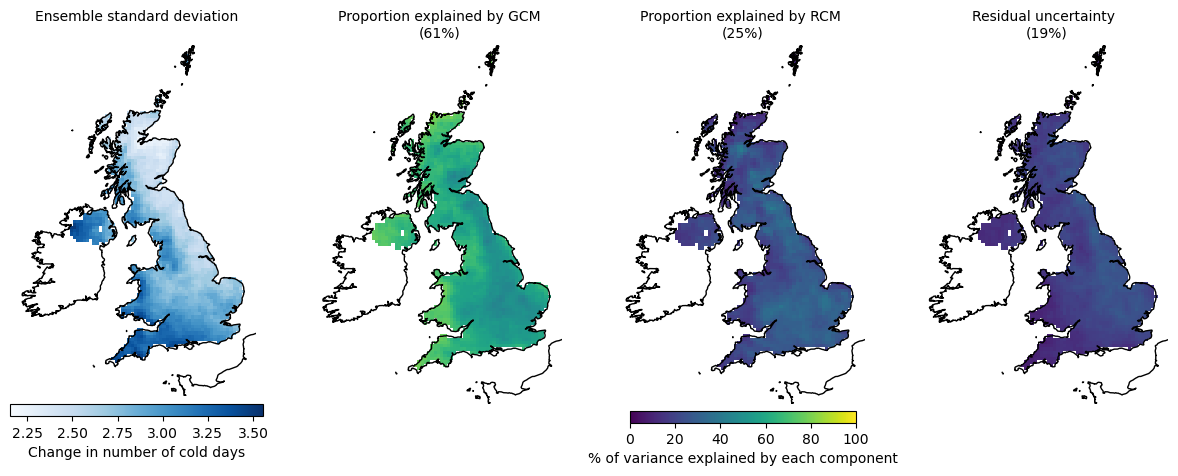 Ensemble standard deviation
Proportion explained by GCM
(61%)
Proportion explained by RCM
(25%)
Residual uncertainty
(19%)
2.25 2.50 2.75 3.00 3.25 3.50
Change in number of cold days
0 20 40 60 80 100
% of variance explained by each component